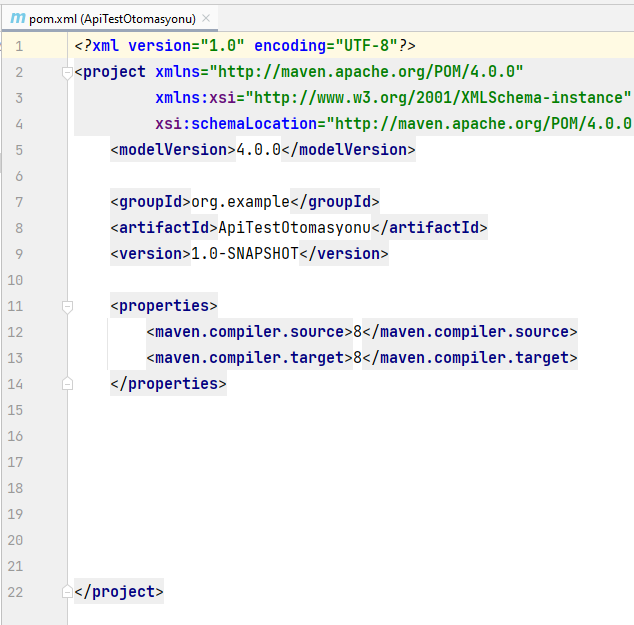 m pom.xml (ApiTestOtomasyonu) ×
1 <?xml version="1.0" encoding="UTF-8"?>
2 <project xmlns="http://maven.apache.org/POM/4.0.0"
3 xmlns:xsi="http://www.w3.org/2001/XMLSchema-instance"
4 xsi:schemaLocation="http://maven.apache.org/POM/4.0.0
5 <modelVersion>4.0.0</modelVersion>
6
7 <groupId>org.example</groupId>
8 <artifactId>ApiTestOtomasyonu</artifactId>
9 <version>1.0-SNAPSHOT</version>
10
11 <properties>
12 <maven.compiler.source>8</maven.compiler.source>
13 <maven.compiler.target>8</maven.compiler.target>
14 </properties>
15
16
17
18
19
20
21
22 </project>